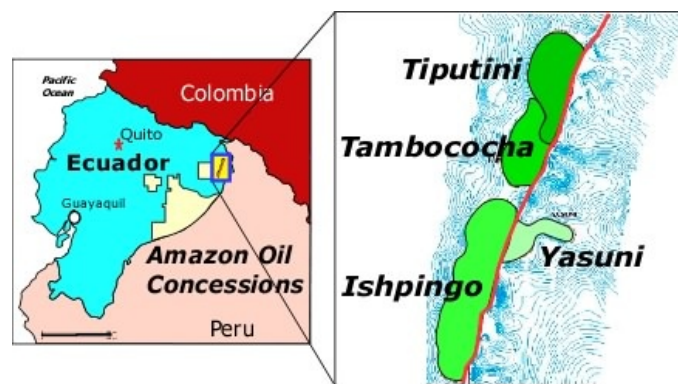 Pacific
Ocean
Colombia
Quito
Ecuador
Guayaquil
Amazon Oil
Concessions
Peru
Tiputini
Tambococha
Yasuni
Ishpingo